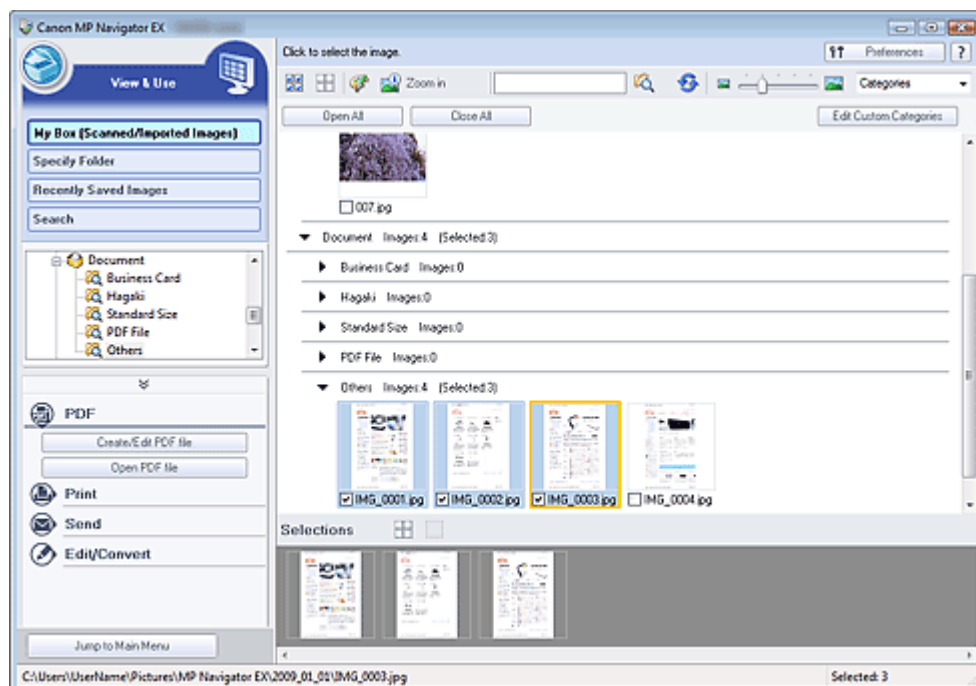 Canon MP Navigator EX
View & Use
My Box (Scanned/Imported Images)
Specify Folder
Recently Saved Images
Search
Document
Business Card
Hagaki
Standard Size
PDF File
Others
PDF
Create/Edit PDF file
Open PDF file
Print
Send
Edit/Convert
Jump to Main Menu
Click to select the image.
Preferences
?
Zoom in
Categories
Open All
Close All
Edit Custom Categories
007.jpg
Document Images:4 (Selected:3)
Business Card Images:0
Hagaki Images:0
Standard Size Images:0
PDF File Images:0
Others Images:4 (Selected:3)
IMG_0001.jpg
IMG_0002.jpg
IMG_0003.jpg
IMG_0004.jpg
Selections
C:\Users\UserName\Pictures\MP Navigator EX\2009_01_01\IMG_0003.jpg
Selected: 3